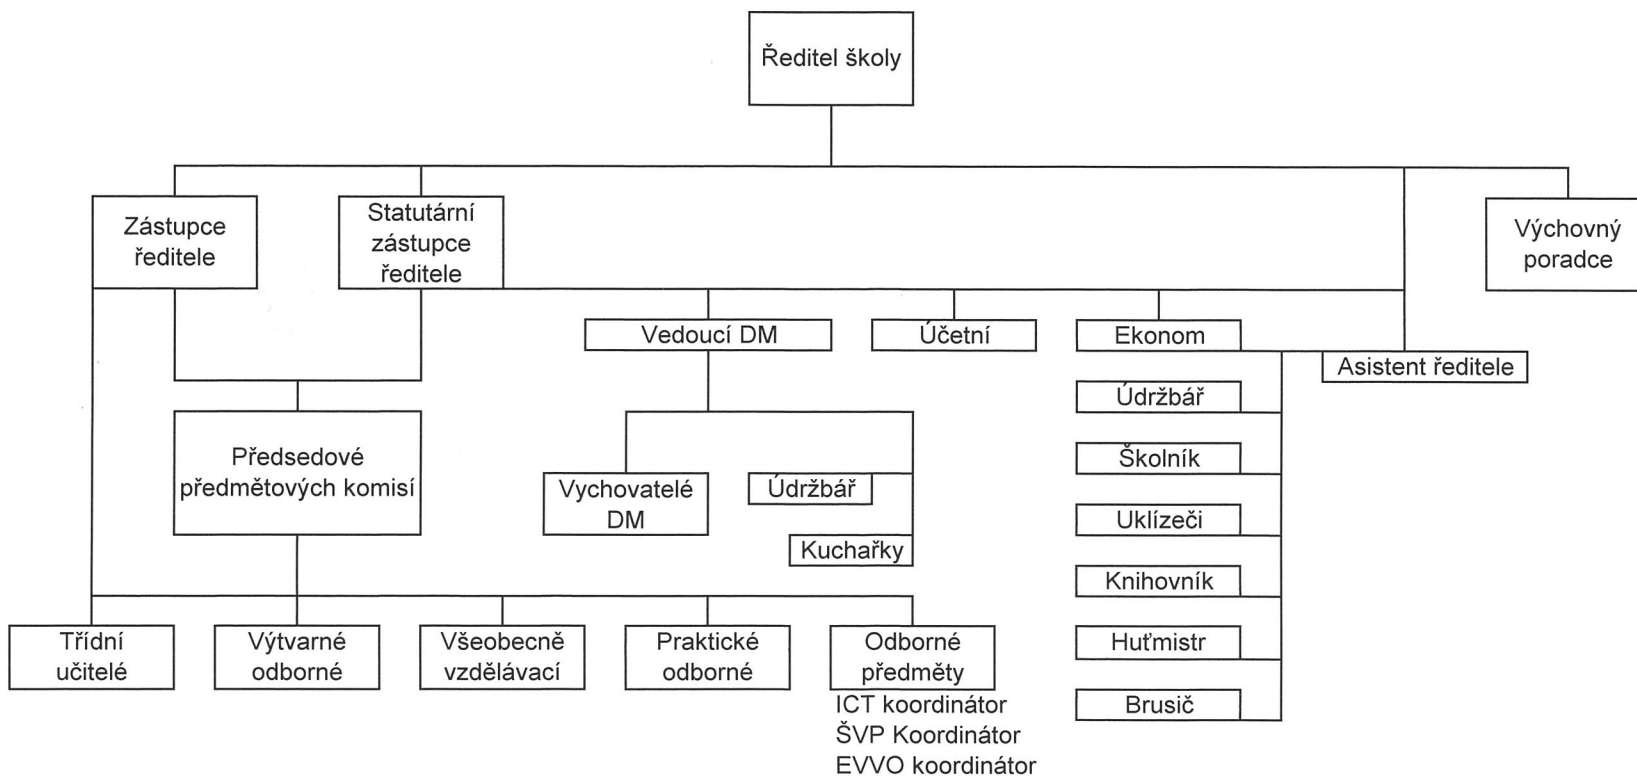 Ředitel školy
Zástupce
ředitele
Statutární
zástupce
ředitele
Výchovný
poradce
Vedoucí DM
Účetní
Ekonom
Asistent ředitele
Předsedové
předmětových komisí
Vychovatelé
DM
Údržbář
Kuchařky
Údržbář
Školník
Uklízeči
Knihovník
Huťmistr
Brusič
Třídní
učitelé
Výtvarné
odborné
Všeobecně
vzdělávací
Praktické
odborné
Odborné
předměty
ICT koordinátor
ŠVP Koordinátor
EVVO koordinátor